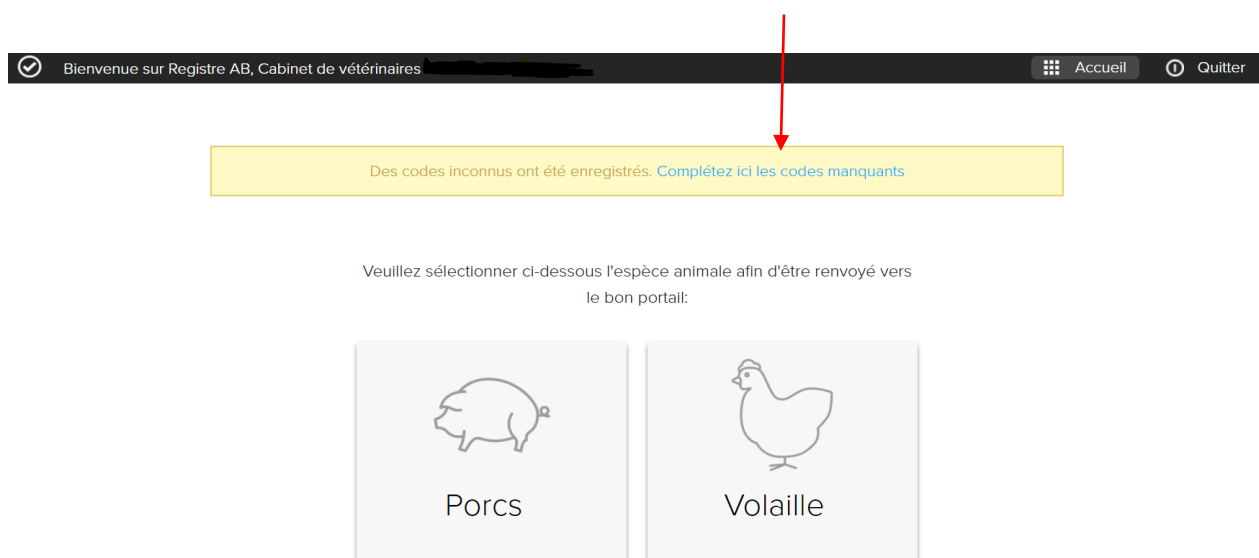 Bienvenue sur Registre AB, Cabinet de vétérinaires
Accueil
Quitter
Des codes inconnus ont été enregistrés. Complétez ici les codes manquants
Veuillez sélectionner ci-dessous l'espèce animale afin d'être renvoyé vers
le bon portail:
Porcs
Volaille